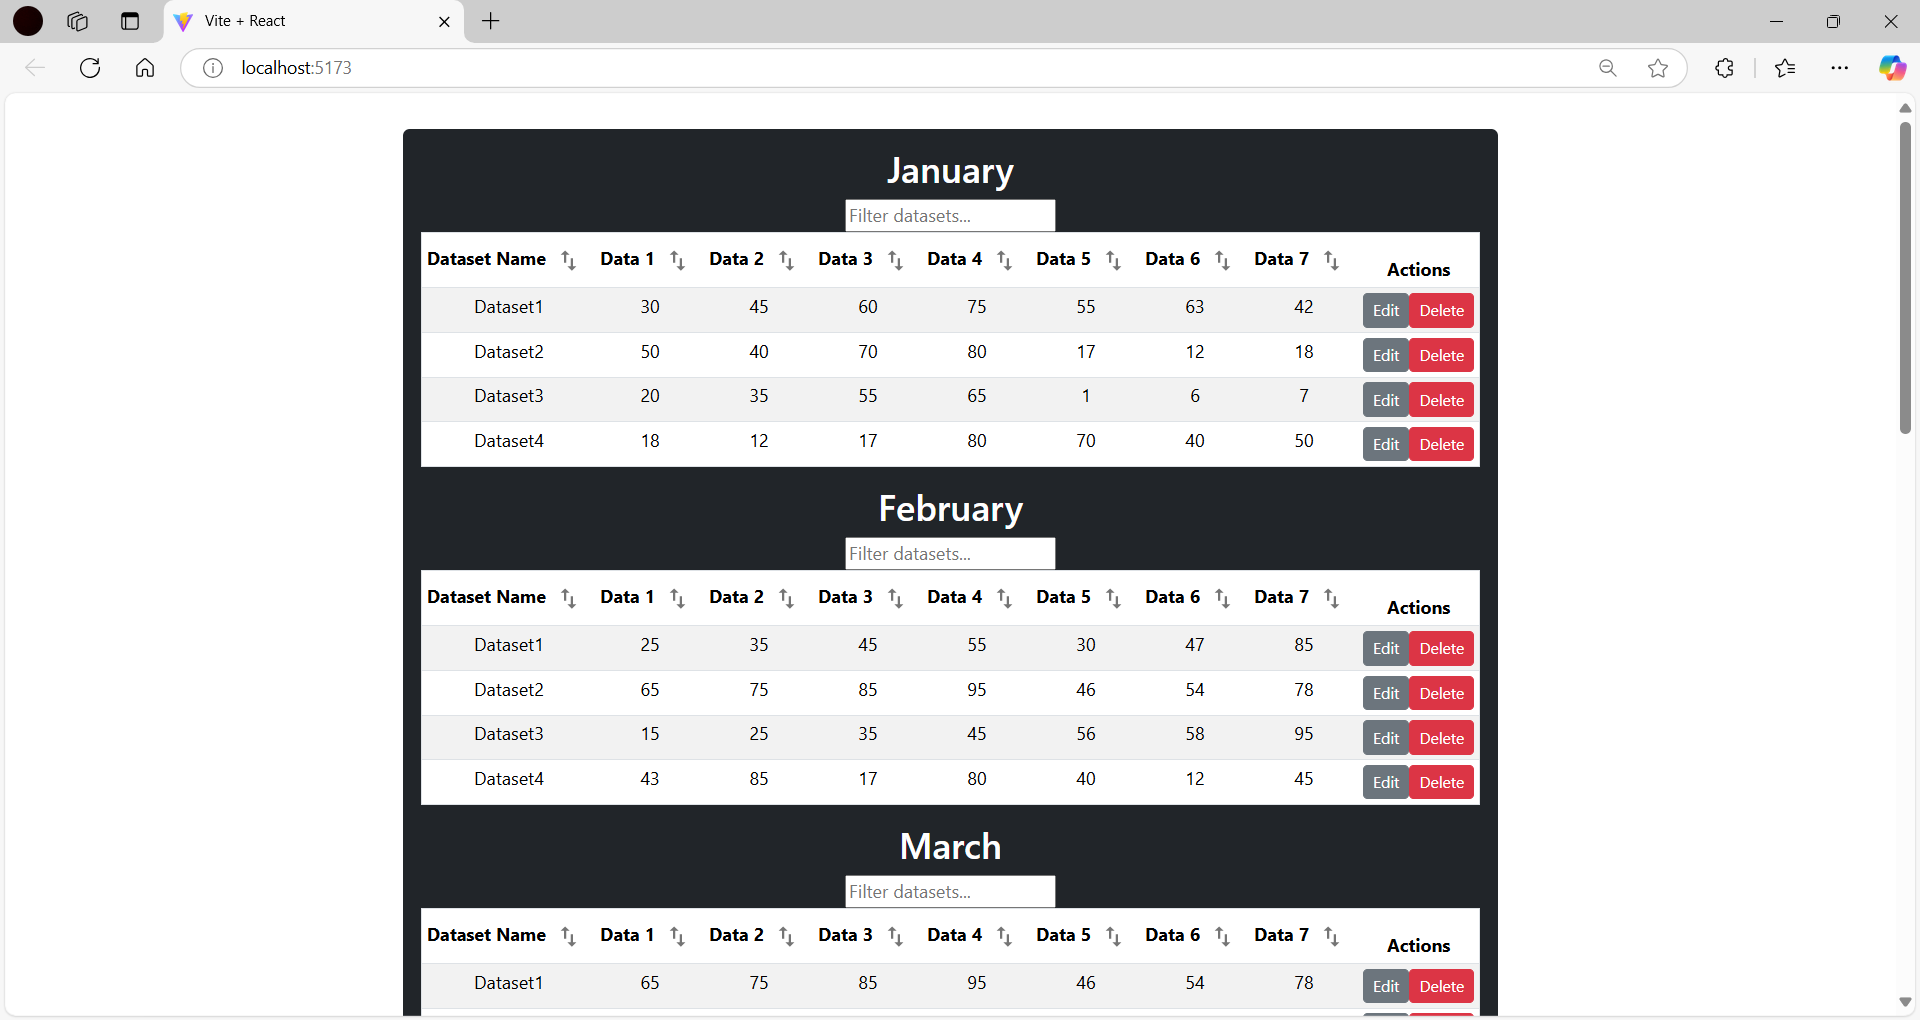 Vite + React
localhost:5173
January
Filter datasets...
Dataset Name Data 1 Data 2 Data 3 Data 4 Data 5 Data 6 Data 7 Actions
Dataset1 30 45 60 75 55 63 42 Edit Delete
Dataset2 50 40 70 80 17 12 18 Edit Delete
Dataset3 20 35 55 65 1 6 7 Edit Delete
Dataset4 18 12 17 80 70 40 50 Edit Delete
February
Filter datasets...
Dataset Name Data 1 Data 2 Data 3 Data 4 Data 5 Data 6 Data 7 Actions
Dataset1 25 35 45 55 30 47 85 Edit Delete
Dataset2 65 75 85 95 46 54 78 Edit Delete
Dataset3 15 25 35 45 56 58 95 Edit Delete
Dataset4 43 85 17 80 40 12 45 Edit Delete
March
Filter datasets...
Dataset Name Data 1 Data 2 Data 3 Data 4 Data 5 Data 6 Data 7 Actions
Dataset1 65 75 85 95 46 54 78 Edit Delete